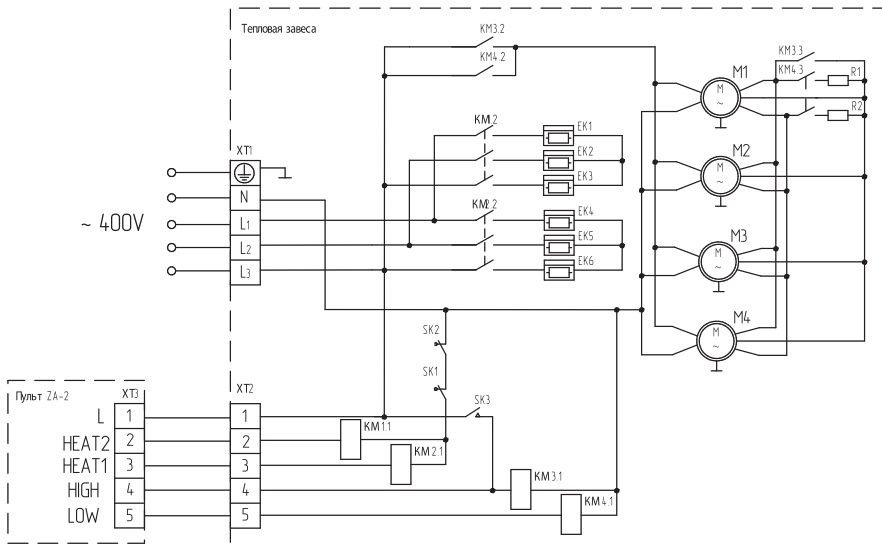 Тепловая завеса
KM3.2
KM4.2
KM3.3
KM4.3
R1
R2
M1
M
~
KM1.2
EK1
EK2
EK3
M2
M
~
XT1
N
L1
L2
L3
~ 400V
KM2.2
EK4
EK5
EK6
M3
M
~
M4
M
~
SK2
SK1
SK3
Пульт ZA-2
XT3
XT2
L 1 1
HEAT2 2 2
HEAT1 3 3
HIGH 4 4
LOW 5 5
KM1.1
KM2.1
KM3.1
KM4.1